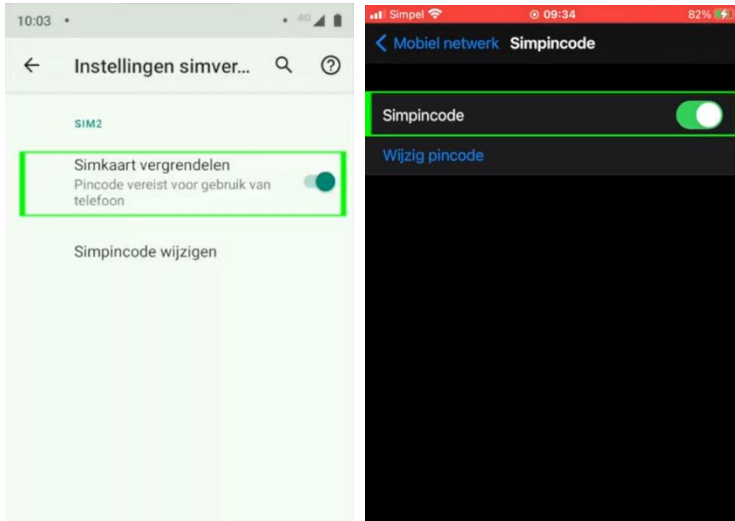 10:03
4G
Instellingen simver...
SIM2
Simkaart vergrendelen
Pincode vereist voor gebruik van
telefoon
Simpincode wijzigen
Simpel
09:34
82%
Mobiel netwerk
Simpincode
Simpincode
Wijzig pincode